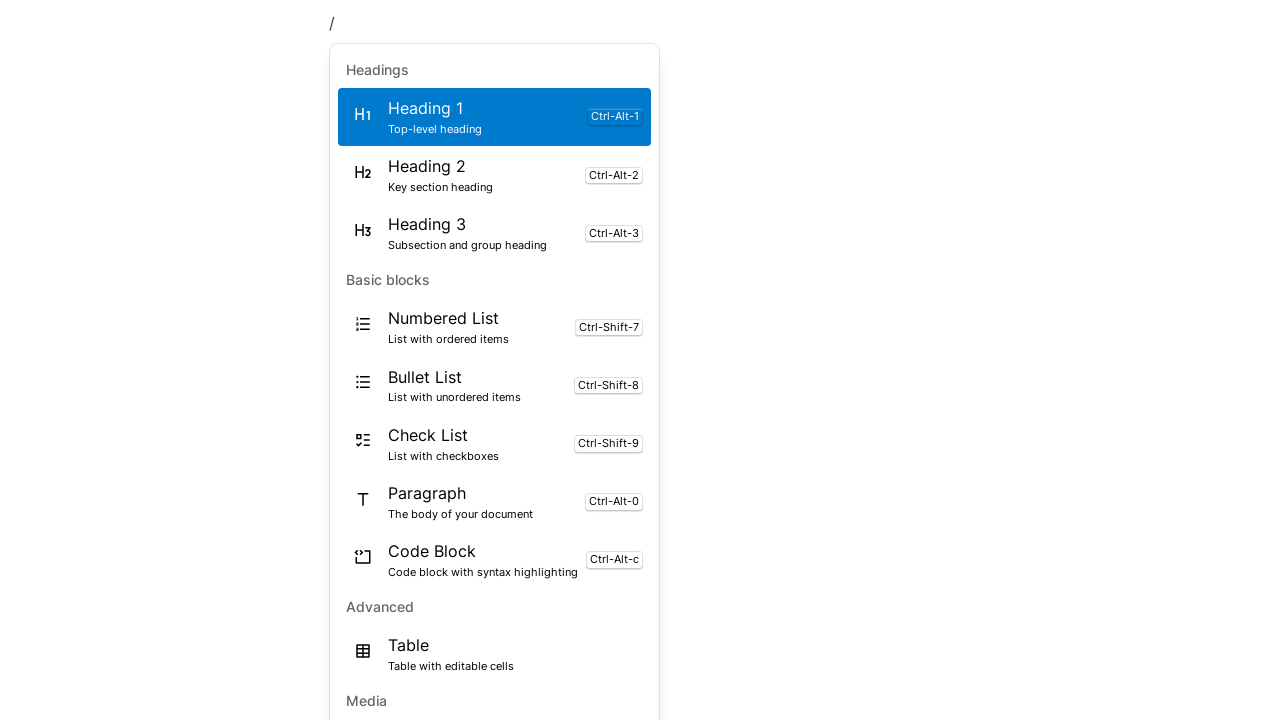 /
Headings
Heading 1
Ctrl-Alt-1
Top-level heading
Heading 2
Ctrl-Alt-2
Key section heading
Heading 3
Ctrl-Alt-3
Subsection and group heading
Basic blocks
Numbered List
Ctrl-Shift-7
List with ordered items
Bullet List
Ctrl-Shift-8
List with unordered items
Check List
Ctrl-Shift-9
List with checkboxes
Paragraph
Ctrl-Alt-0
The body of your document
Code Block
Ctrl-Alt-c
Code block with syntax highlighting
Advanced
Table
Table with editable cells
Media